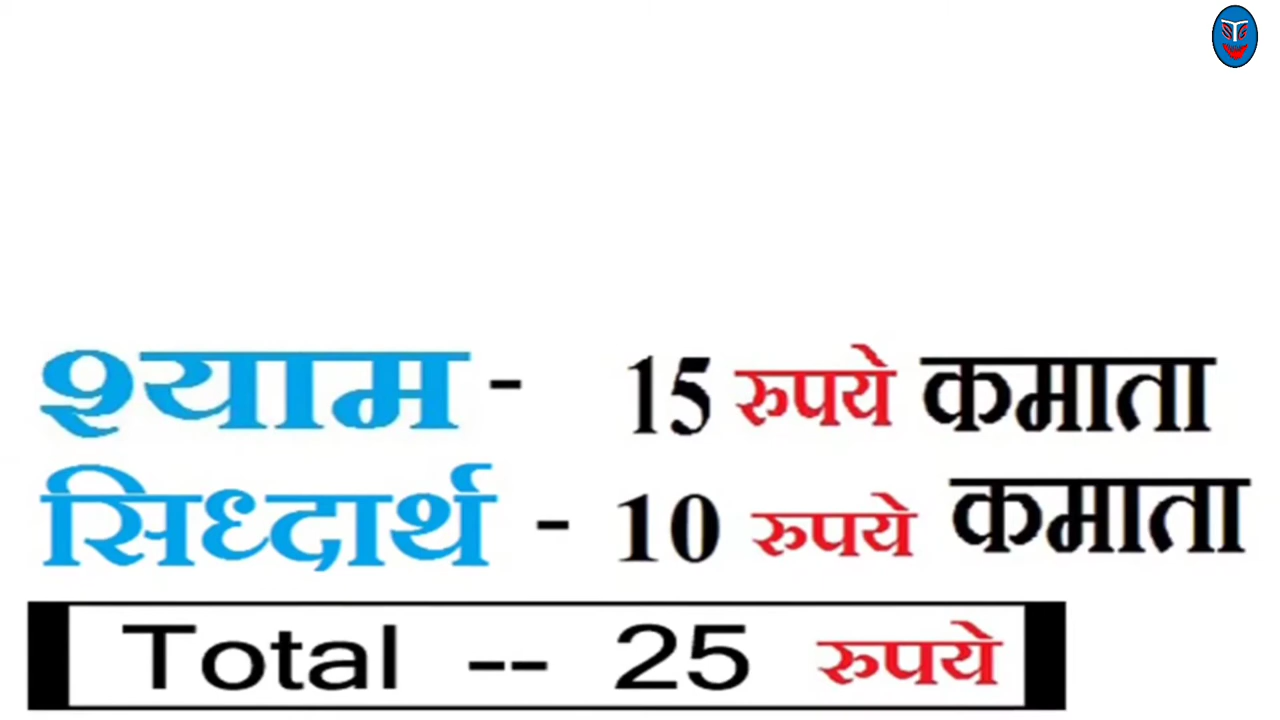 श्याम - 15 रुपये कमाता
सिध्दार्थ - 10 रुपये कमाता
Total -- 25 रुपये